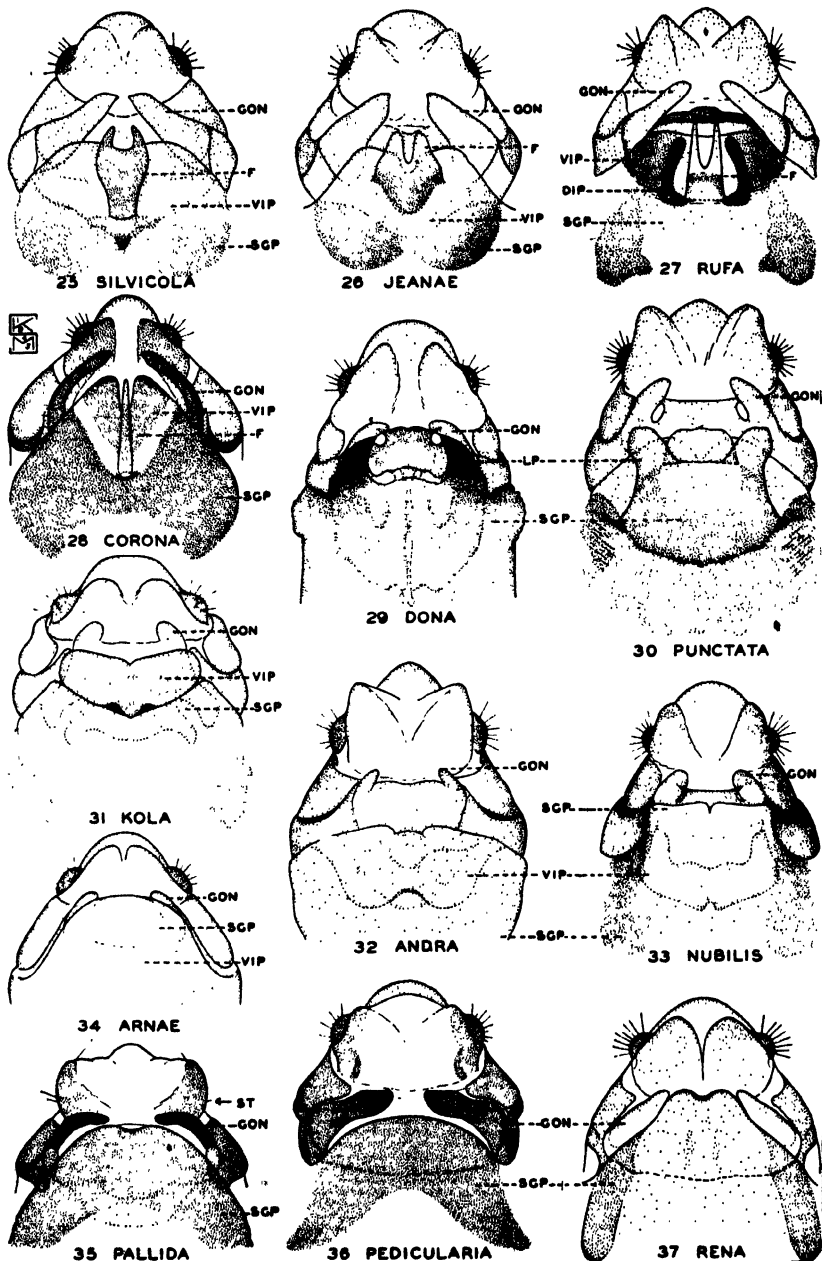 GON
F
VIP
SGP
25 SILVICOLA
GON
F
VIP
SGP
26 JEANAE
GON
VIP
DIP
F
SGP
27 RUFA
GON
VIP
F
SGP
28 CORONA
GON
LP
SGP
29 DONA
GON
30 PUNCTATA
GON
VIP
SGP
31 KOLA
GON
SGP
VIP
SGP
32 ANDRA
GON
33 NUBILIS
GON
SGP
VIP
34 ARNAE
ST
GON
SGP
35 PALLIDA
GON
SGP
36 PEDICULARIA
37 RENA